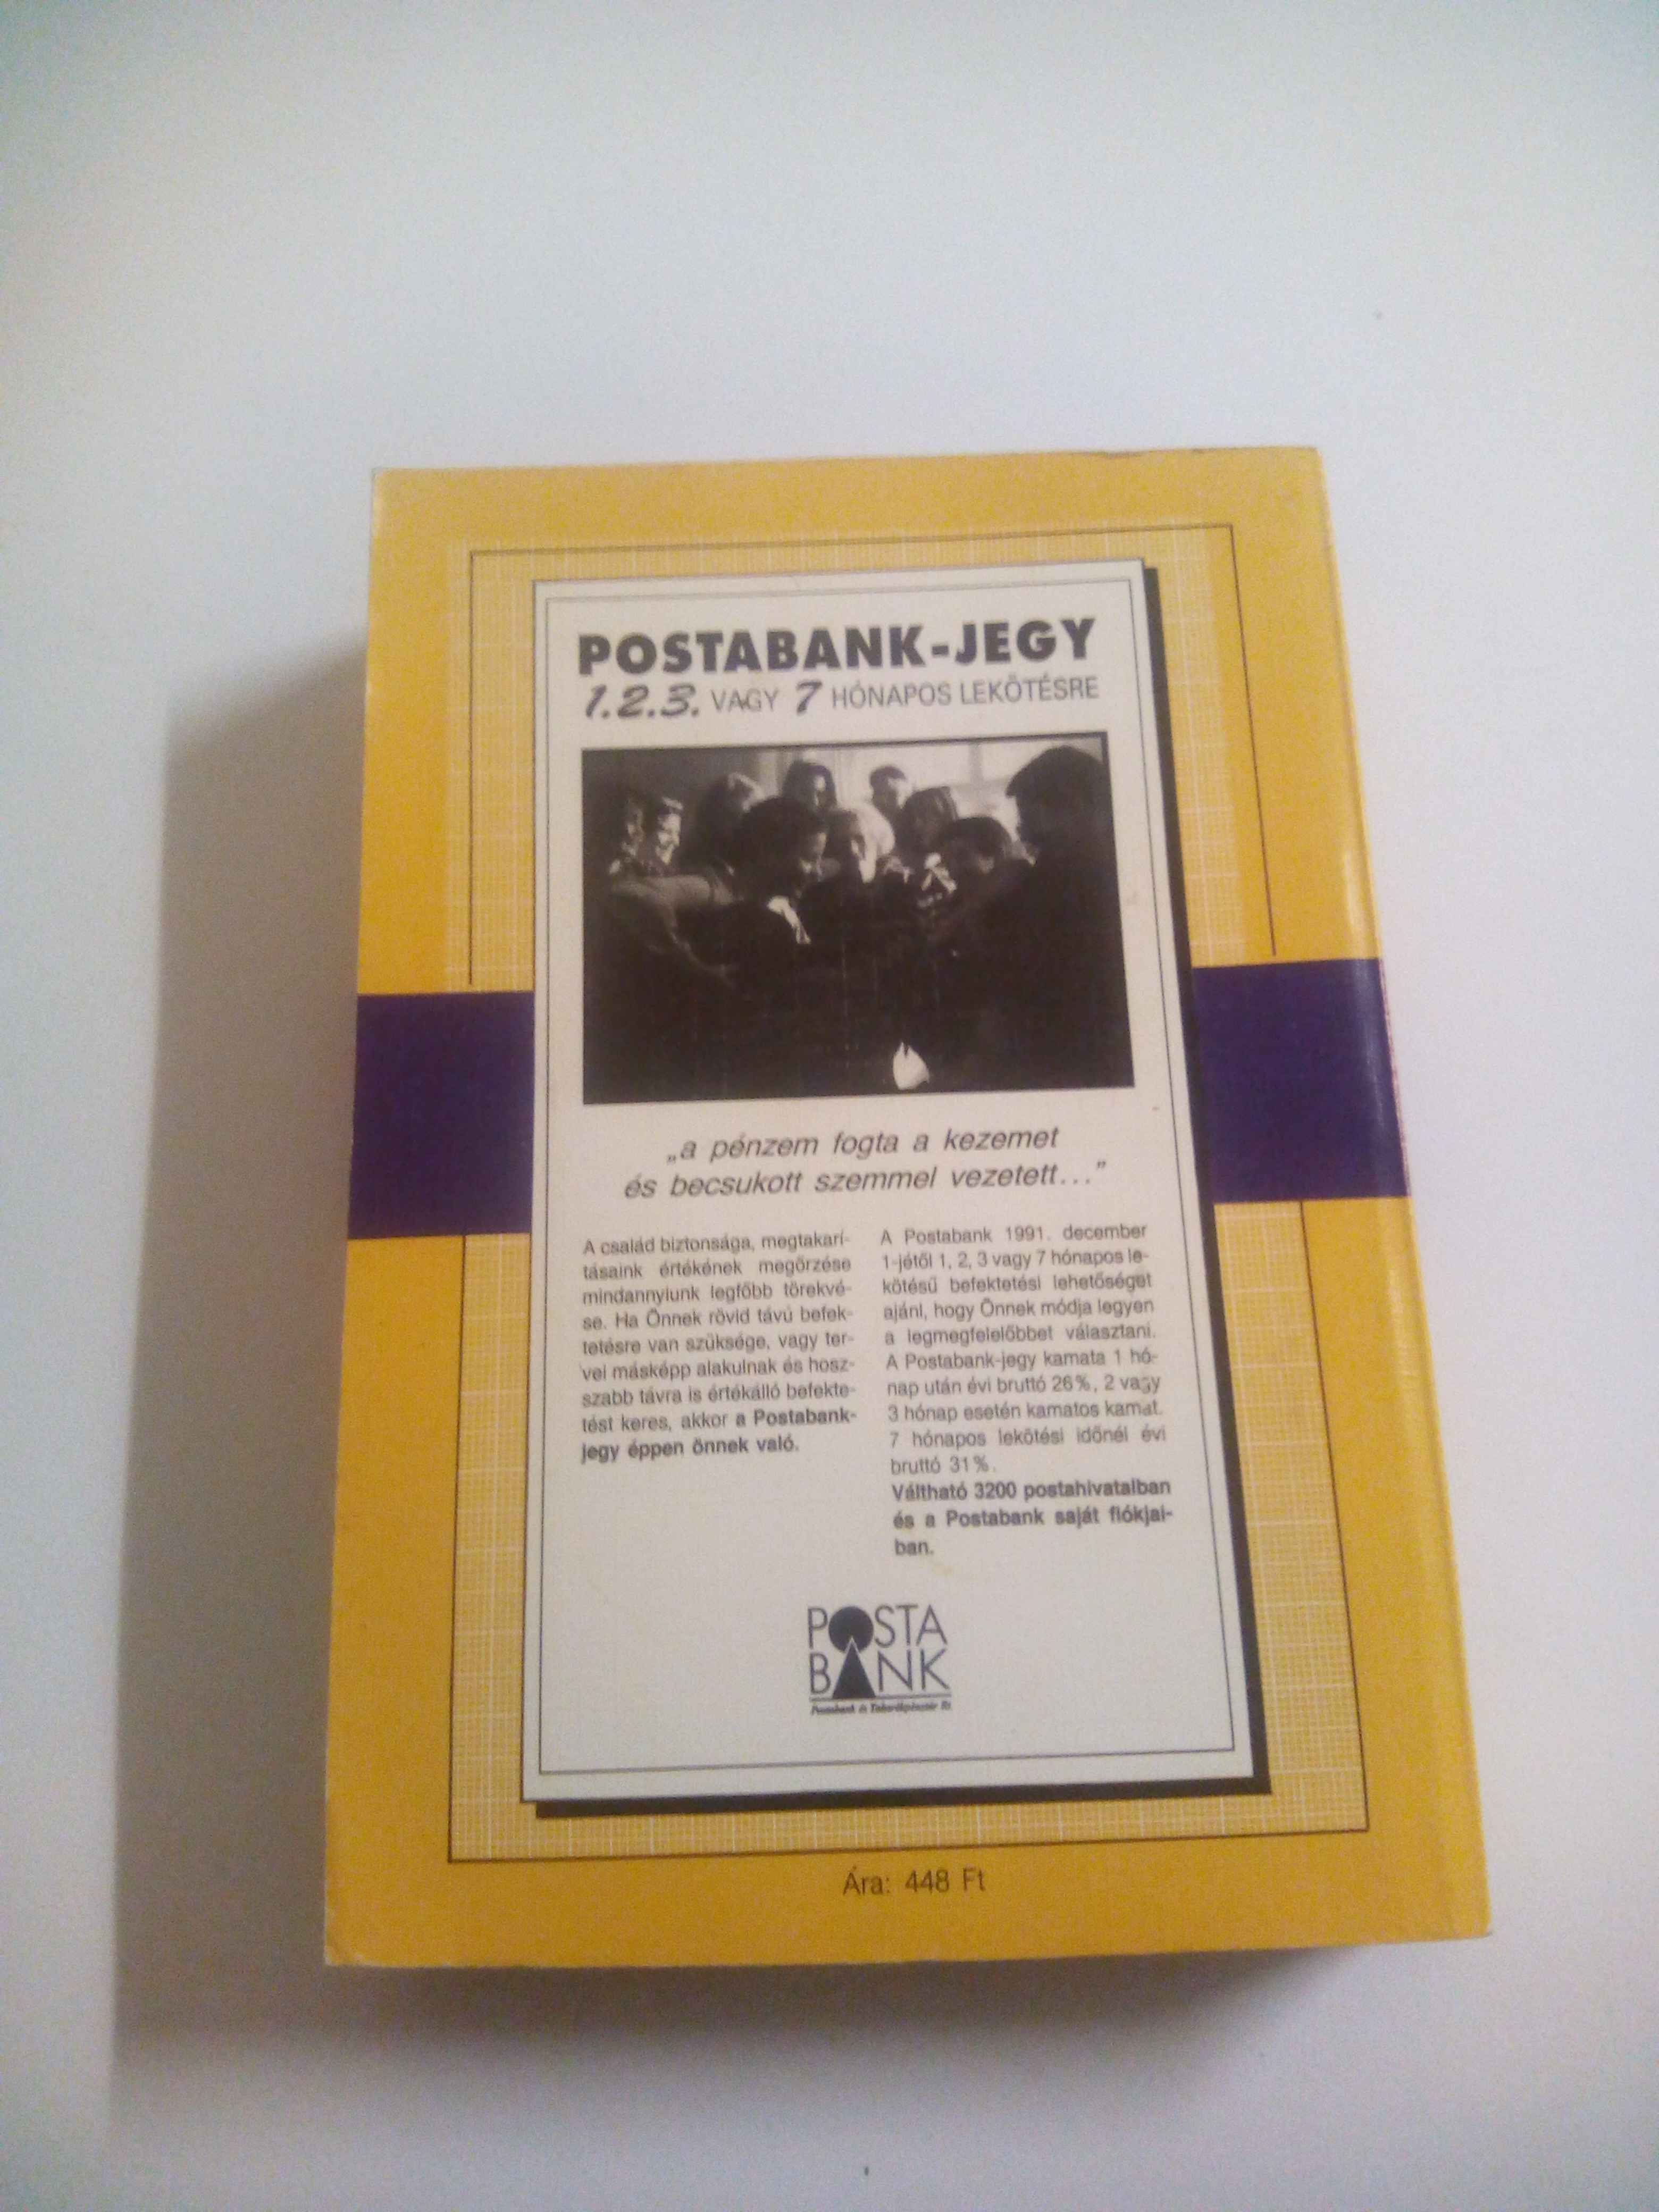 POSTABANK-JEGY
1.2.3. VAGY 7 HÓNAPOS LEKÖTÉSRE
„a pénzem fogta a kezemet
és becsukott szemmel vezetett...”
A család biztonsága, megtakarí-
tásaink értékének megőrzése
mindannyiunk legfőbb törekvé-
se. Ha Önnek rövid távú befek-
tetésre van szüksége, vagy ter-
vei másképp alakulnak és hosz-
szabb távra is értékálló befekte-
tést keres, akkor a Postabank-
jegy éppen önnek való.
A Postabank 1991. december
1-jétől 1, 2, 3 vagy 7 hónapos le-
kötésű befektetési lehetőséget
ajánl, hogy Önnek módja legyen
a legmegfelelőbbet választani.
A Postabank-jegy kamata 1 hó-
nap után évi bruttó 26%, 2 vagy
3 hónap esetén kamatos kamat.
7 hónapos lekötési időnél évi
bruttó 31%.
Váltható 3200 postahivatalban
és a Postabank saját fiókjai-
ban.
POSTA
BANK
Postabank és Takarékpénztár Rt.
Ára: 448 Ft